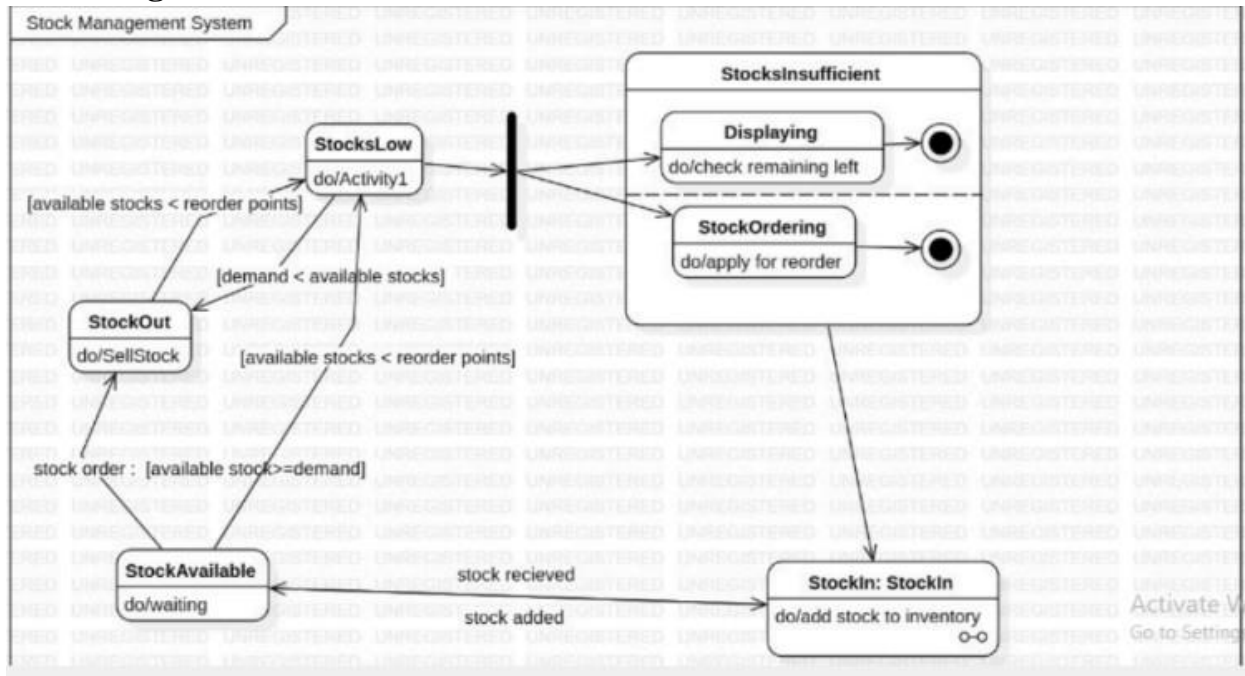 Stock Management System
StocksInsufficient
Displaying
do/check remaining left
StocksLow
do/Activity1
[available stocks < reorder points]
StockOrdering
do/apply for reorder
[demand < available stocks]
StockOut
do/SellStock
[available stocks < reorder points]
stock order : [available stock>=demand]
StockAvailable
do/waiting
stock recieved
stock added
StockIn: StockIn
do/add stock to inventory
Activate W
Go to Setting
UNREGISTERED